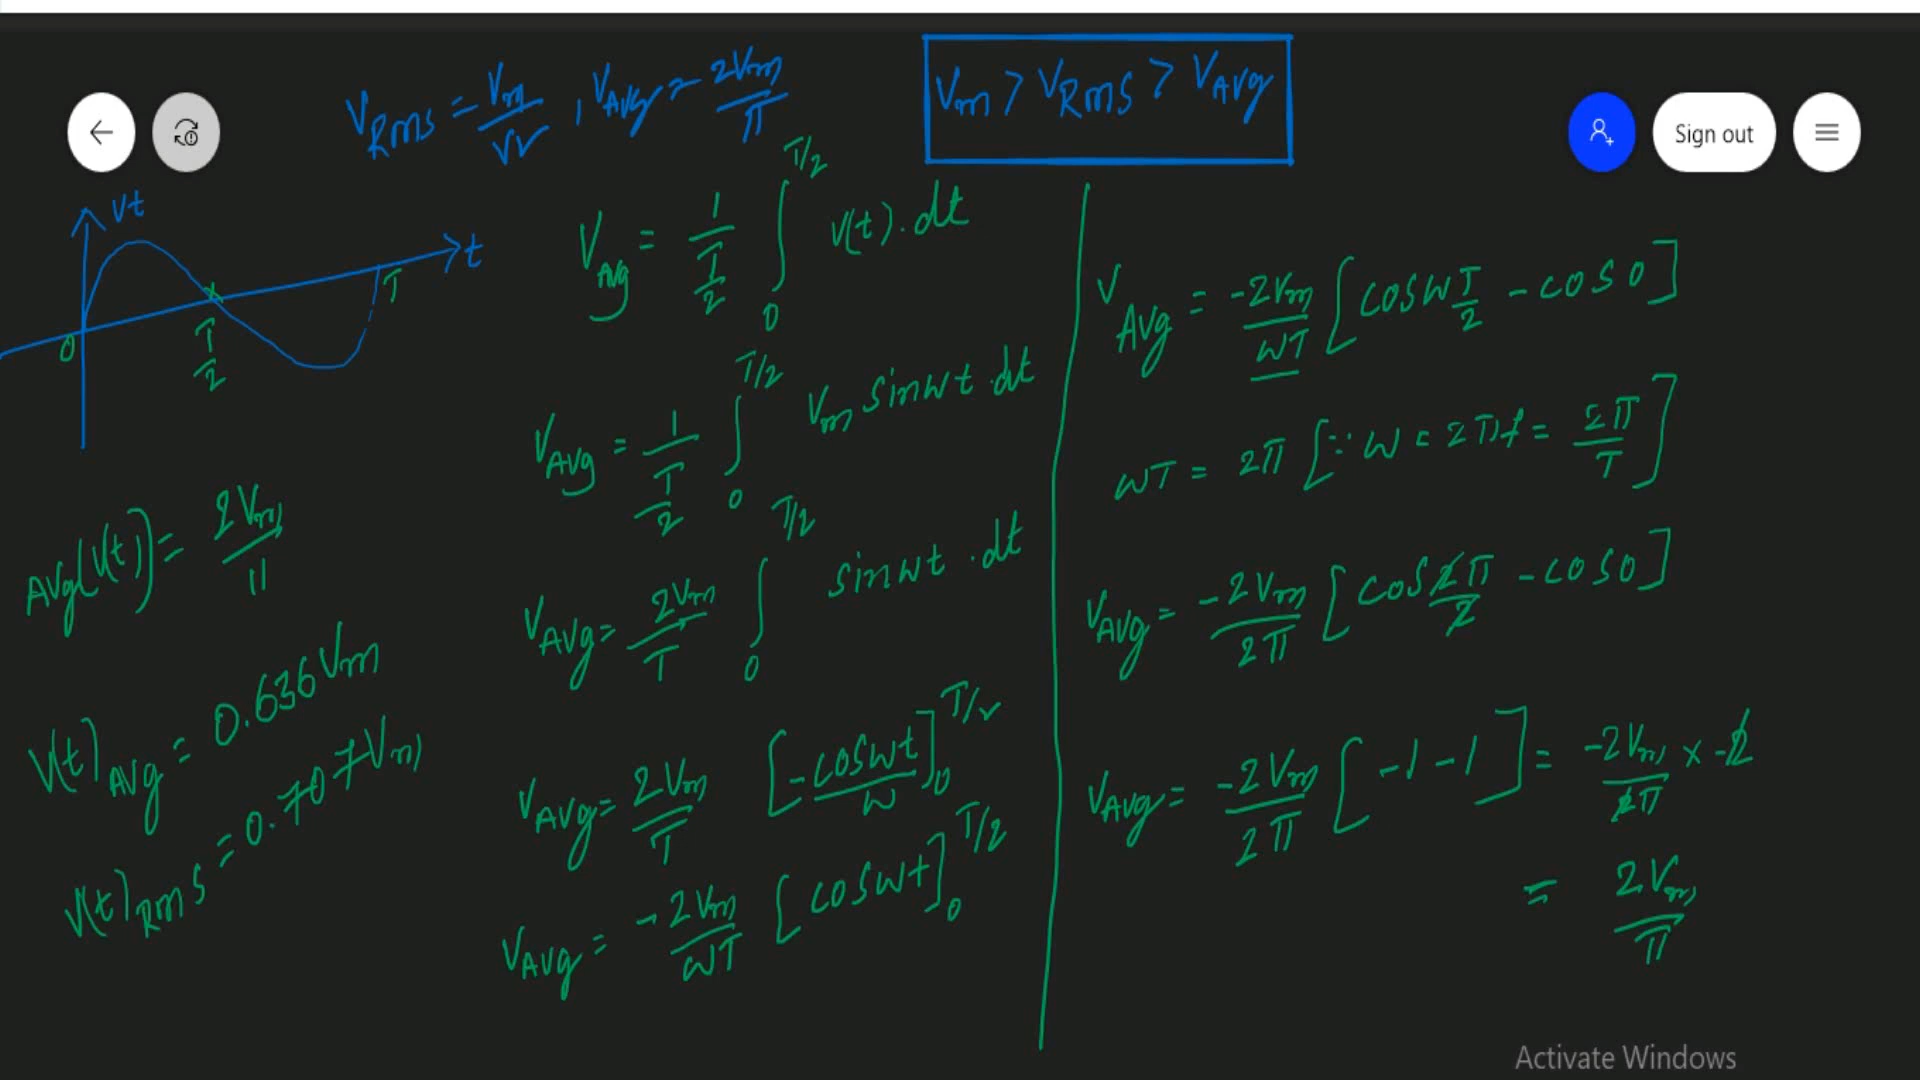 V_RMS = V_m/√2 , V_Avg = 2V_m/π
V_m > V_RMS > V_Avg
Sign out
Vt
t
0
T/2
T
Avg(V(t)) = 2V_m/π
V(t)_Avg = 0.636 V_m
V(t)_RMS = 0.707 V_m
V_Avg = 1/(T/2) ∫_0^{T/2} V(t).dt
V_Avg = 1/(T/2) ∫_0^{T/2} V_m sinwt .dt
V_Avg = 2V_m/T ∫_0^{T/2} sinwt .dt
V_Avg = 2V_m/T [-coswt/w]_0^{T/2}
V_Avg = -2V_m/wT [coswt]_0^{T/2}
V_Avg = -2V_m/wT [cosw T/2 - cos0]
wT = 2π [∵ w = 2πf = 2π/T]
V_Avg = -2V_m/2π [cos 2π/2 - cos0]
V_Avg = -2V_m/2π [-1-1] = -2V_m/2π × -2
= 2V_m/π
Activate Windows